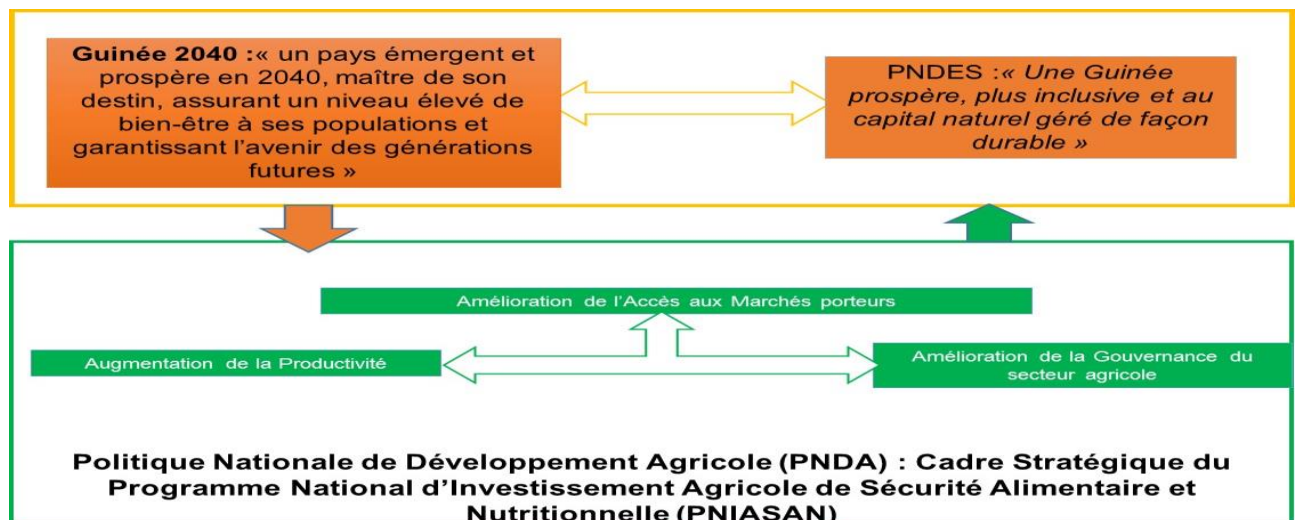 Guinée 2040 :« un pays émergent et
prospère en 2040, maître de son
destin, assurant un niveau élevé de
bien-être à ses populations et
garantissant l’avenir des générations
futures »
PNDES :« Une Guinée
prospère, plus inclusive et au
capital naturel géré de façon
durable »
Amélioration de l’Accès aux Marchés porteurs
Augmentation de la Productivité
Amélioration de la Gouvernance du
secteur agricole
Politique Nationale de Développement Agricole (PNDA) : Cadre Stratégique du
Programme National d’Investissement Agricole de Sécurité Alimentaire et
Nutritionnelle (PNIASAN)